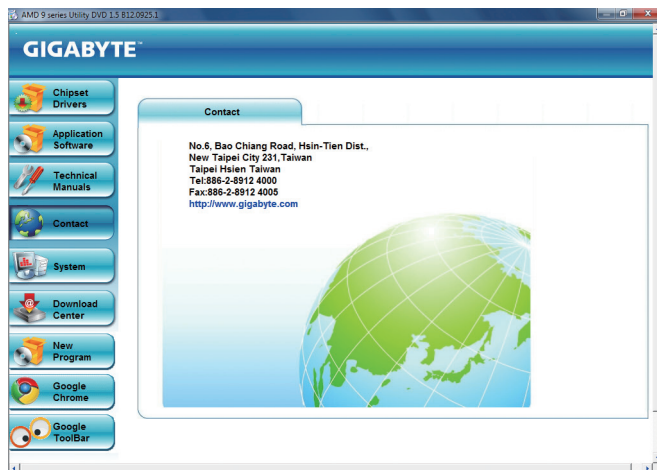 AMD 9 series Utility DVD 1.5 B12.0925.1
GIGABYTE™
Chipset
Drivers
Application
Software
Technical
Manuals
Contact
System
Download
Center
New
Program
Google
Chrome
Google
ToolBar
Contact
No.6, Bao Chiang Road, Hsin-Tien Dist.,
New Taipei City 231,Taiwan
Taipei Hsien Taiwan
Tel:886-2-8912 4000
Fax:886-2-8912 4005
http://www.gigabyte.com